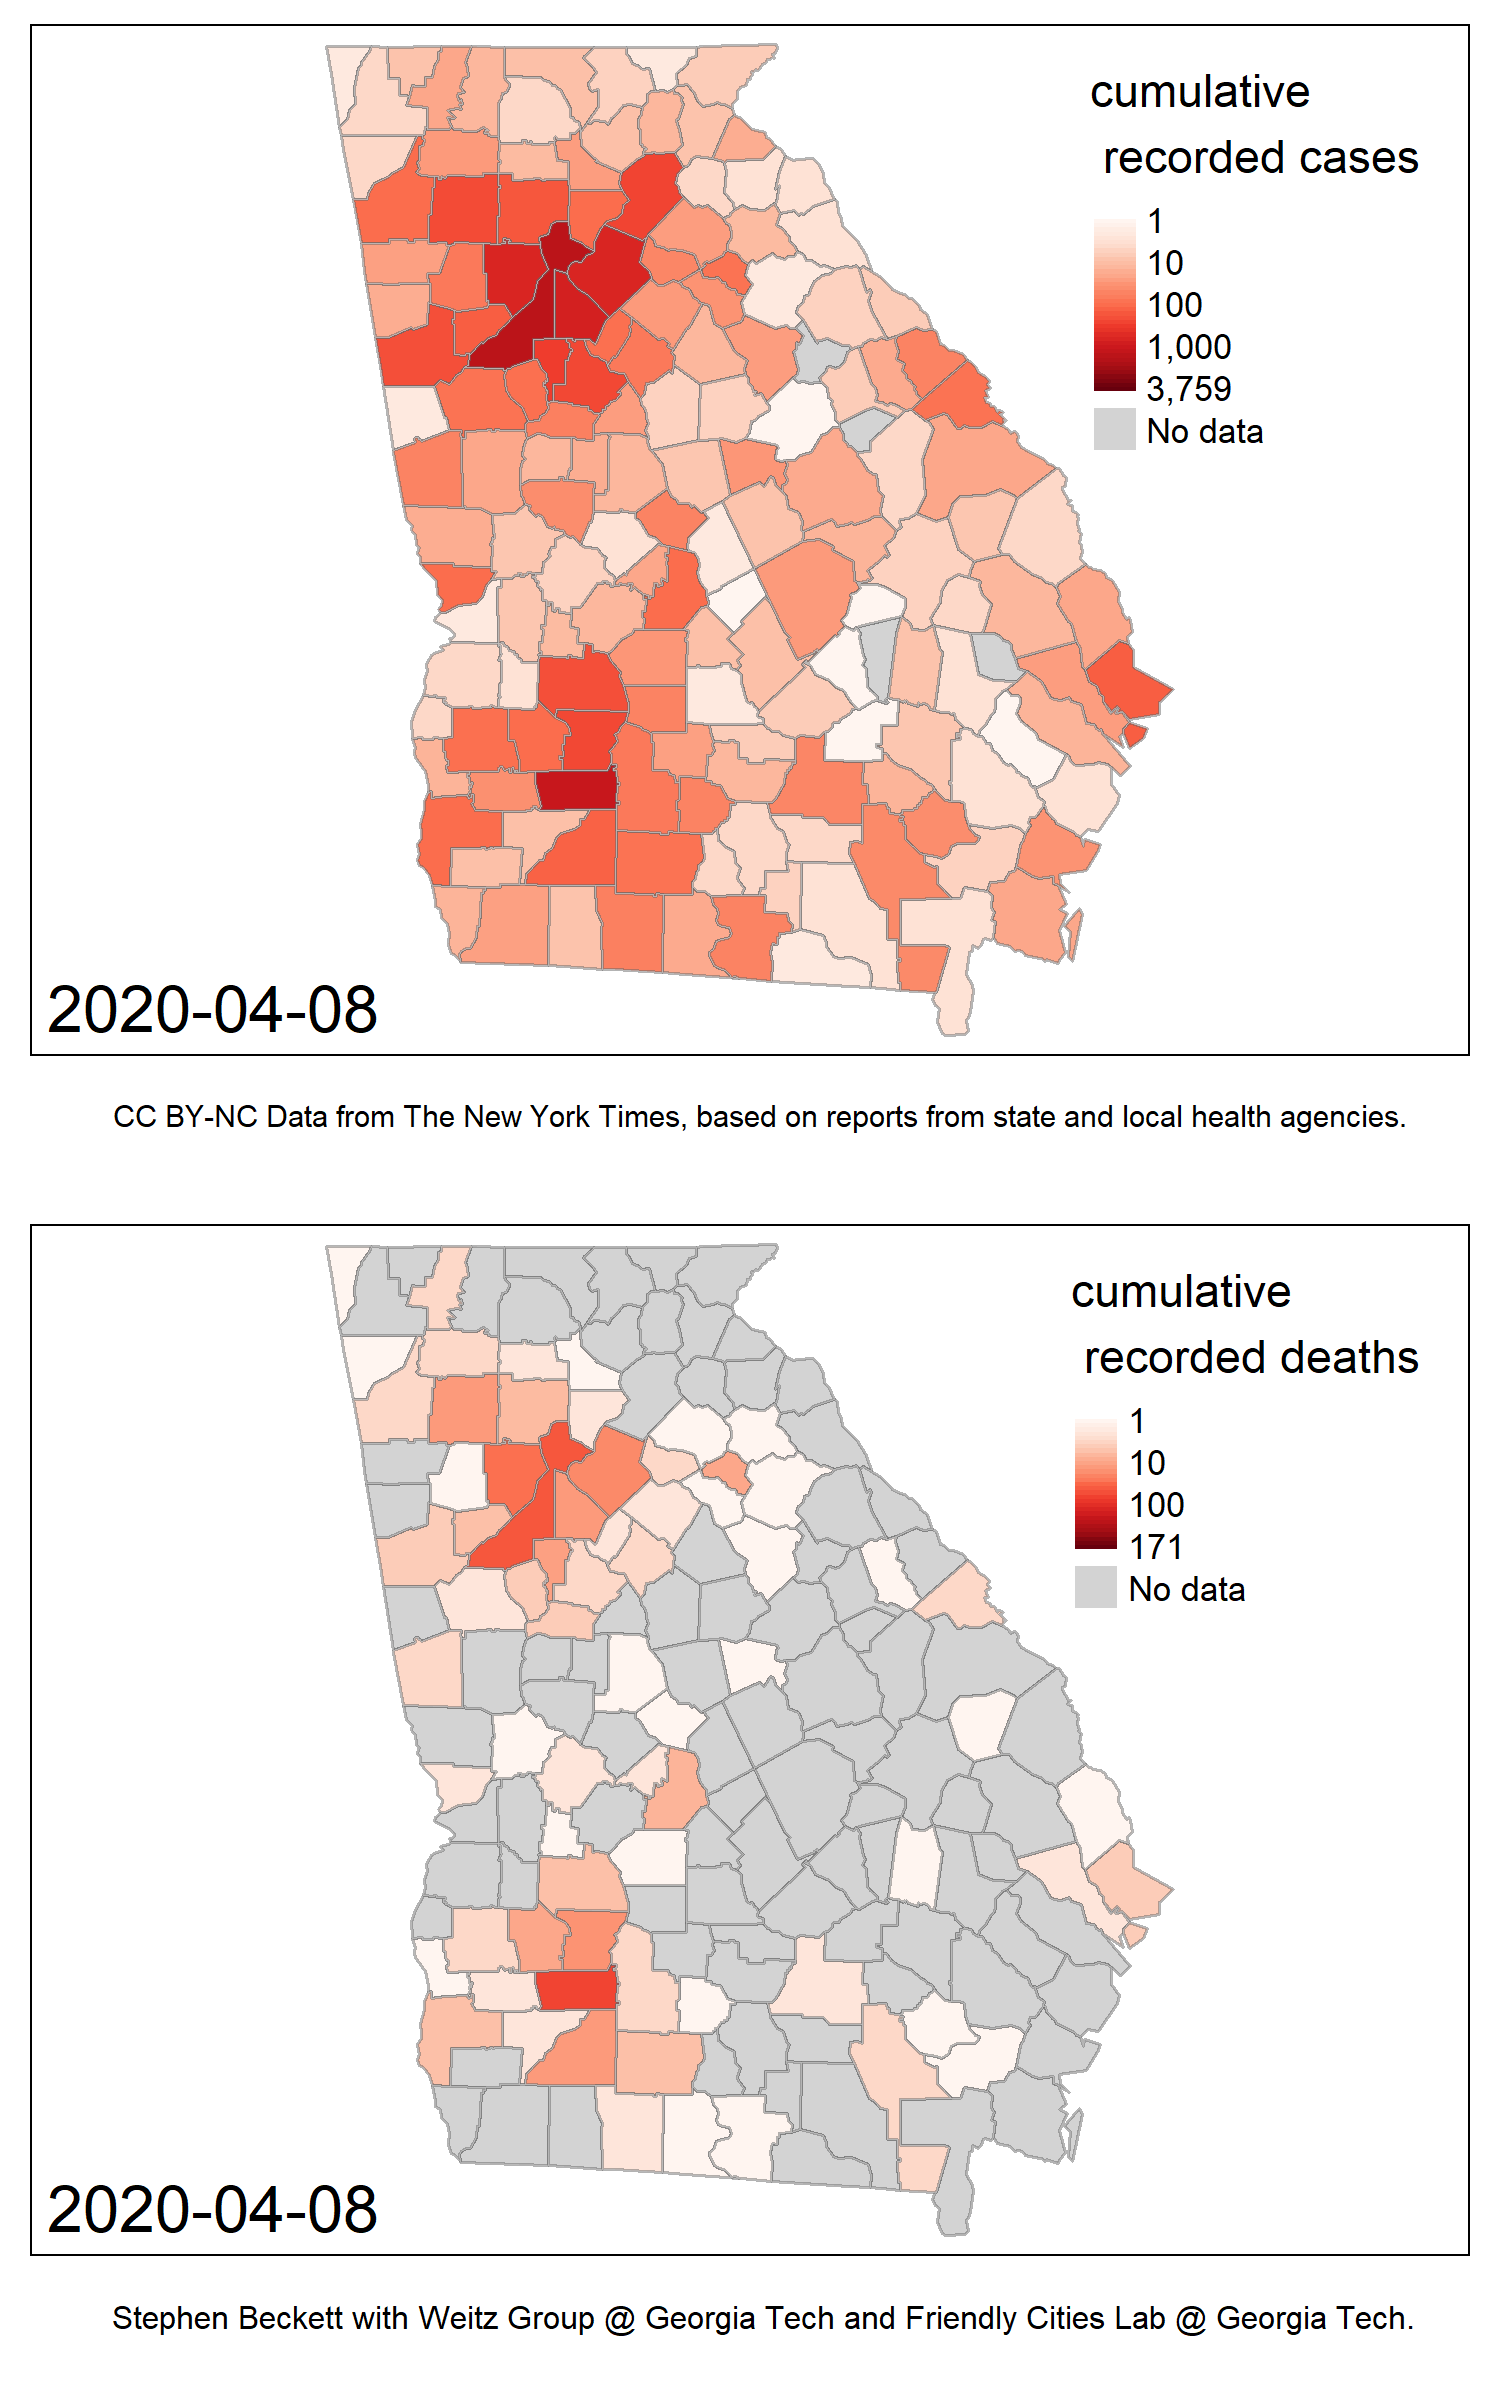 cumulative
recorded cases
1
10
100
1,000
3,759
No data
2020-04-08
CC BY-NC Data from The New York Times, based on reports from state and local health agencies.
cumulative
recorded deaths
1
10
100
171
No data
2020-04-08
Stephen Beckett with Weitz Group @ Georgia Tech and Friendly Cities Lab @ Georgia Tech.